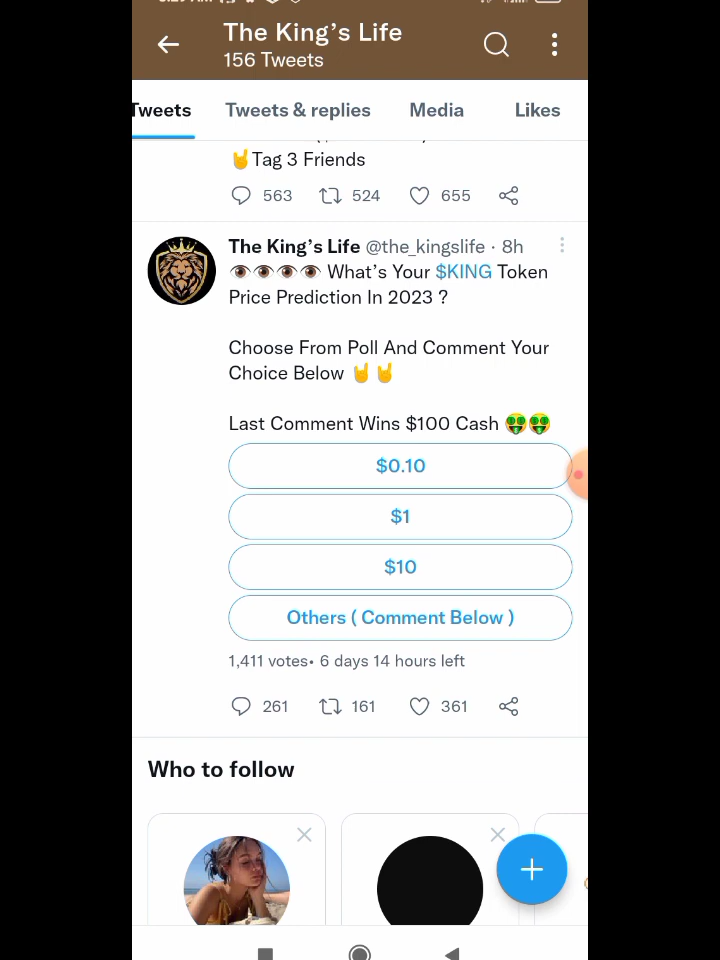 The King's Life
156 Tweets
Tweets
Tweets & replies
Media
Likes
🤘Tag 3 Friends
563
524
655
The King's Life @the_kingslife · 8h
👁👁👁👁 What's Your $KING Token
Price Prediction In 2023 ?
Choose From Poll And Comment Your
Choice Below 🤘🤘
Last Comment Wins $100 Cash 🤑🤑
$0.10
$1
$10
Others ( Comment Below )
1,411 votes• 6 days 14 hours left
261
161
361
Who to follow